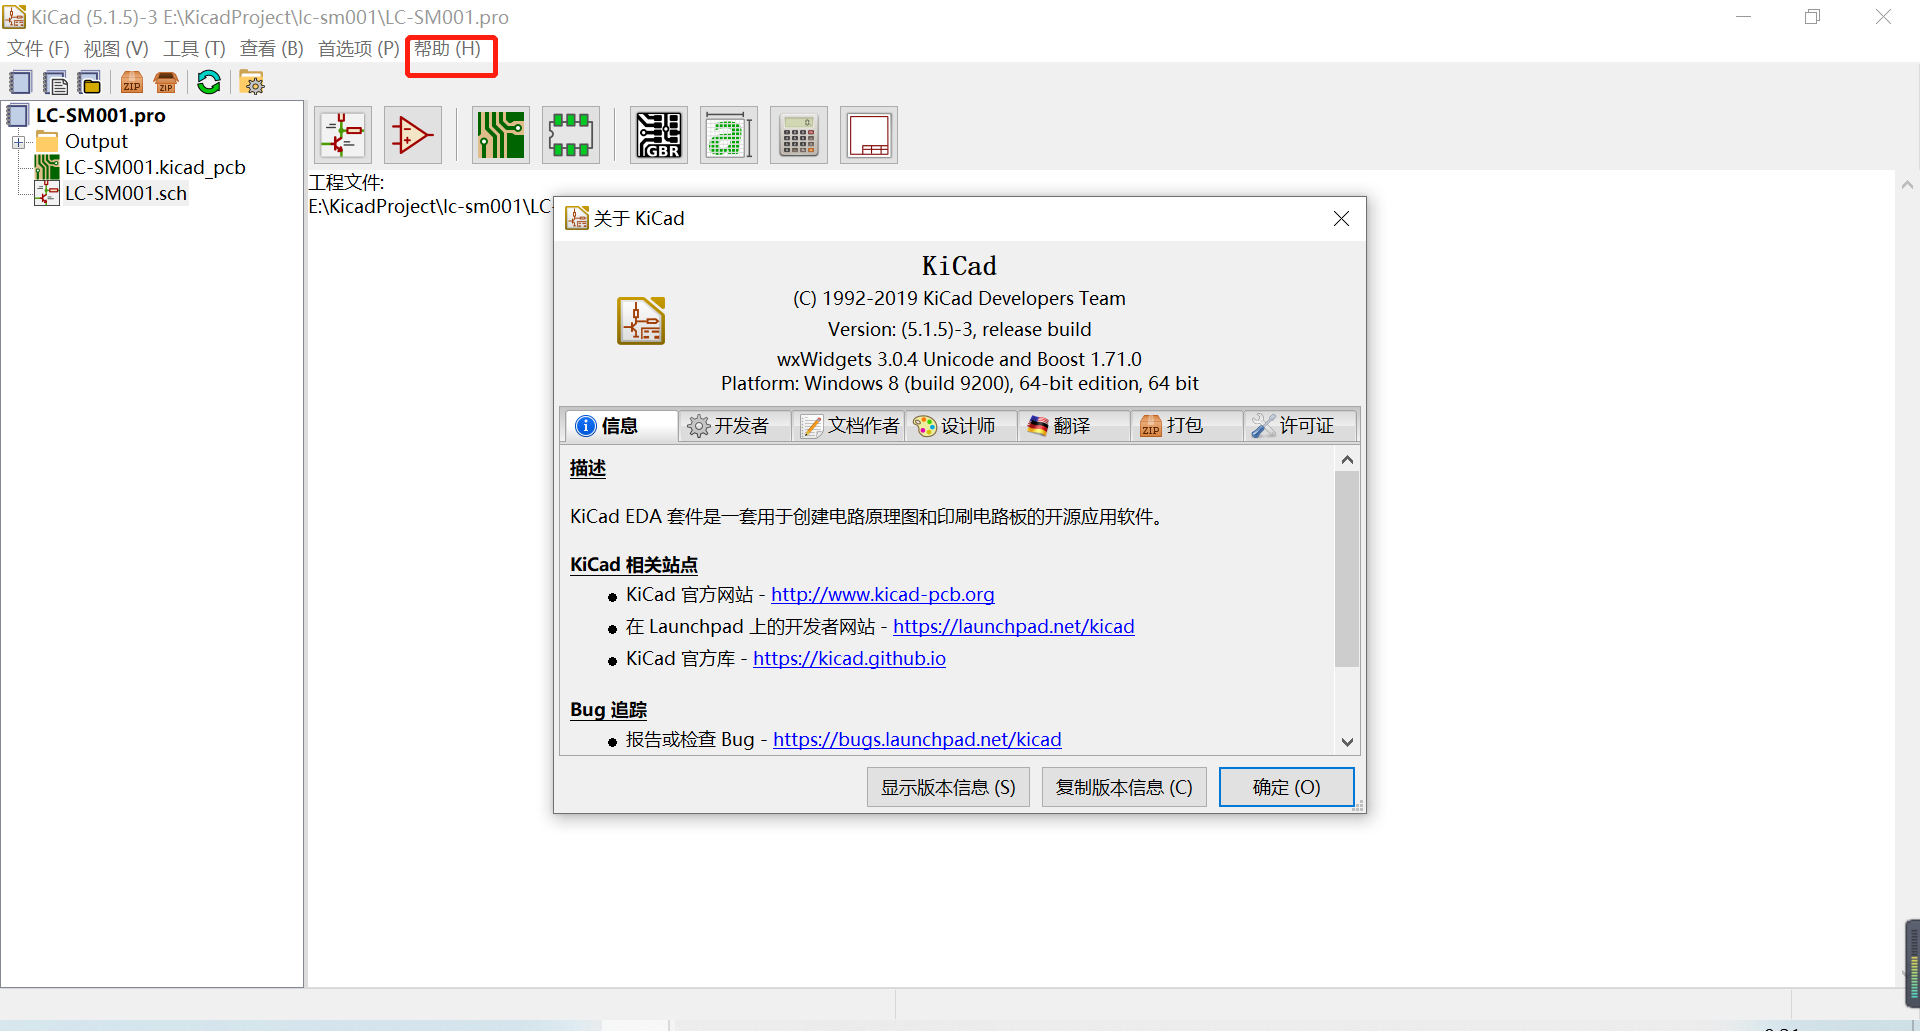 KiCad (5.1.5)-3 E:\KicadProject\lc-sm001\LC-SM001.pro
文件 (F) 视图 (V) 工具 (T) 查看 (B) 首选项 (P) 帮助 (H)
ZIP ZIP
LC-SM001.pro
Output
LC-SM001.kicad_pcb
LC-SM001.sch
GBR a 0.
工程文件:
E:\KicadProject\lc-sm001\LC-
关于 KiCad
KiCad
(C) 1992-2019 KiCad Developers Team
Version: (5.1.5)-3, release build
wxWidgets 3.0.4 Unicode and Boost 1.71.0
Platform: Windows 8 (build 9200), 64-bit edition, 64 bit
信息 开发者 文档作者 设计师 翻译 ZIP 打包 许可证
描述
KiCad EDA 套件是一套用于创建电路原理图和印刷电路板的开源应用软件。
KiCad 相关站点
● KiCad 官方网站 - http://www.kicad-pcb.org
● 在 Launchpad 上的开发者网站 - https://launchpad.net/kicad
● KiCad 官方库 - https://kicad.github.io
Bug 追踪
● 报告或检查 Bug - https://bugs.launchpad.net/kicad
显示版本信息 (S) 复制版本信息 (C) 确定 (O)